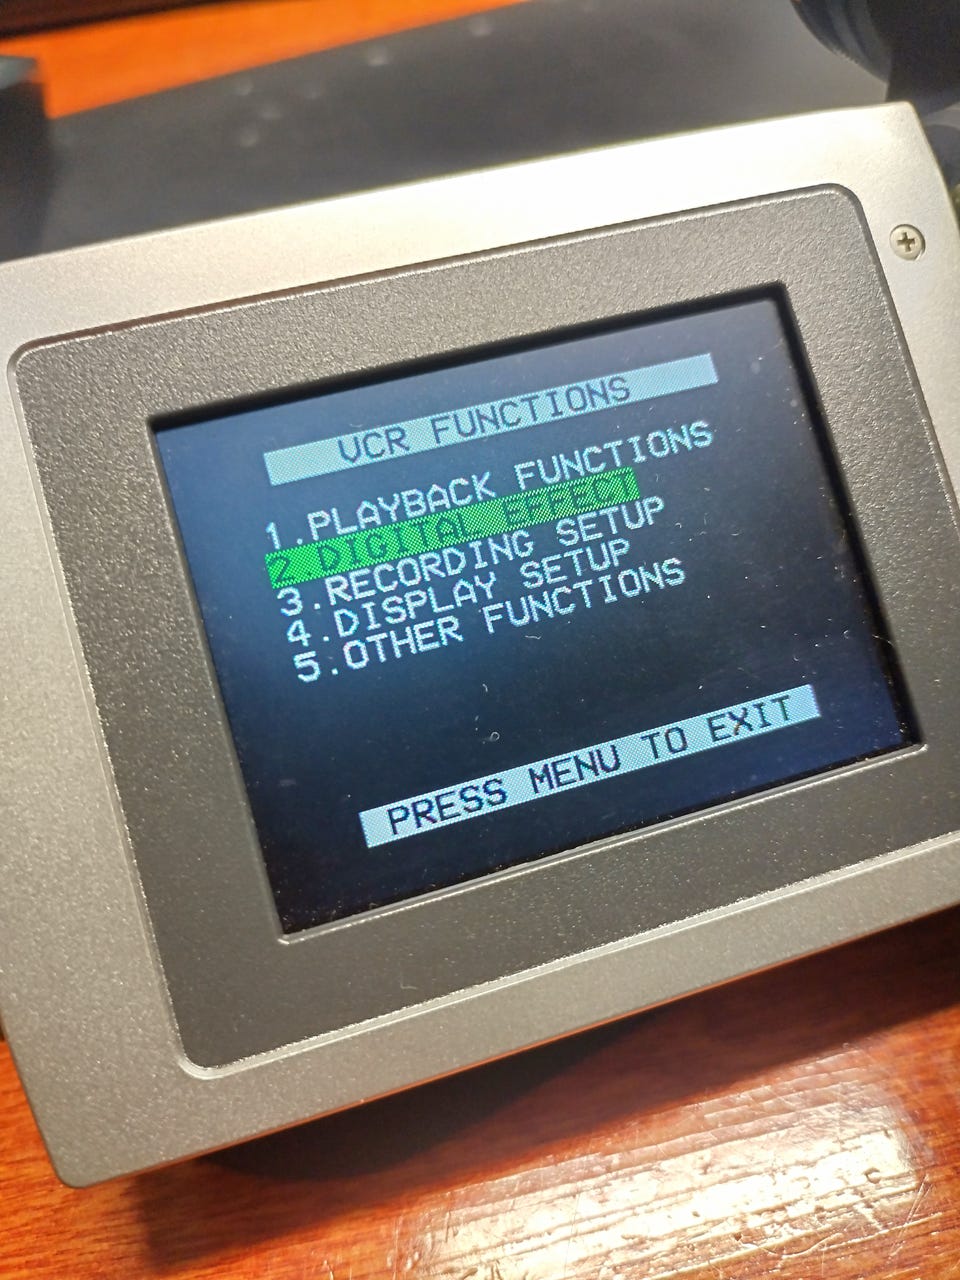 VCR FUNCTIONS
1.PLAYBACK FUNCTIONS
2 DIGITAL EFFECT
3.RECORDING SETUP
4.DISPLAY SETUP
5.OTHER FUNCTIONS
PRESS MENU TO EXIT